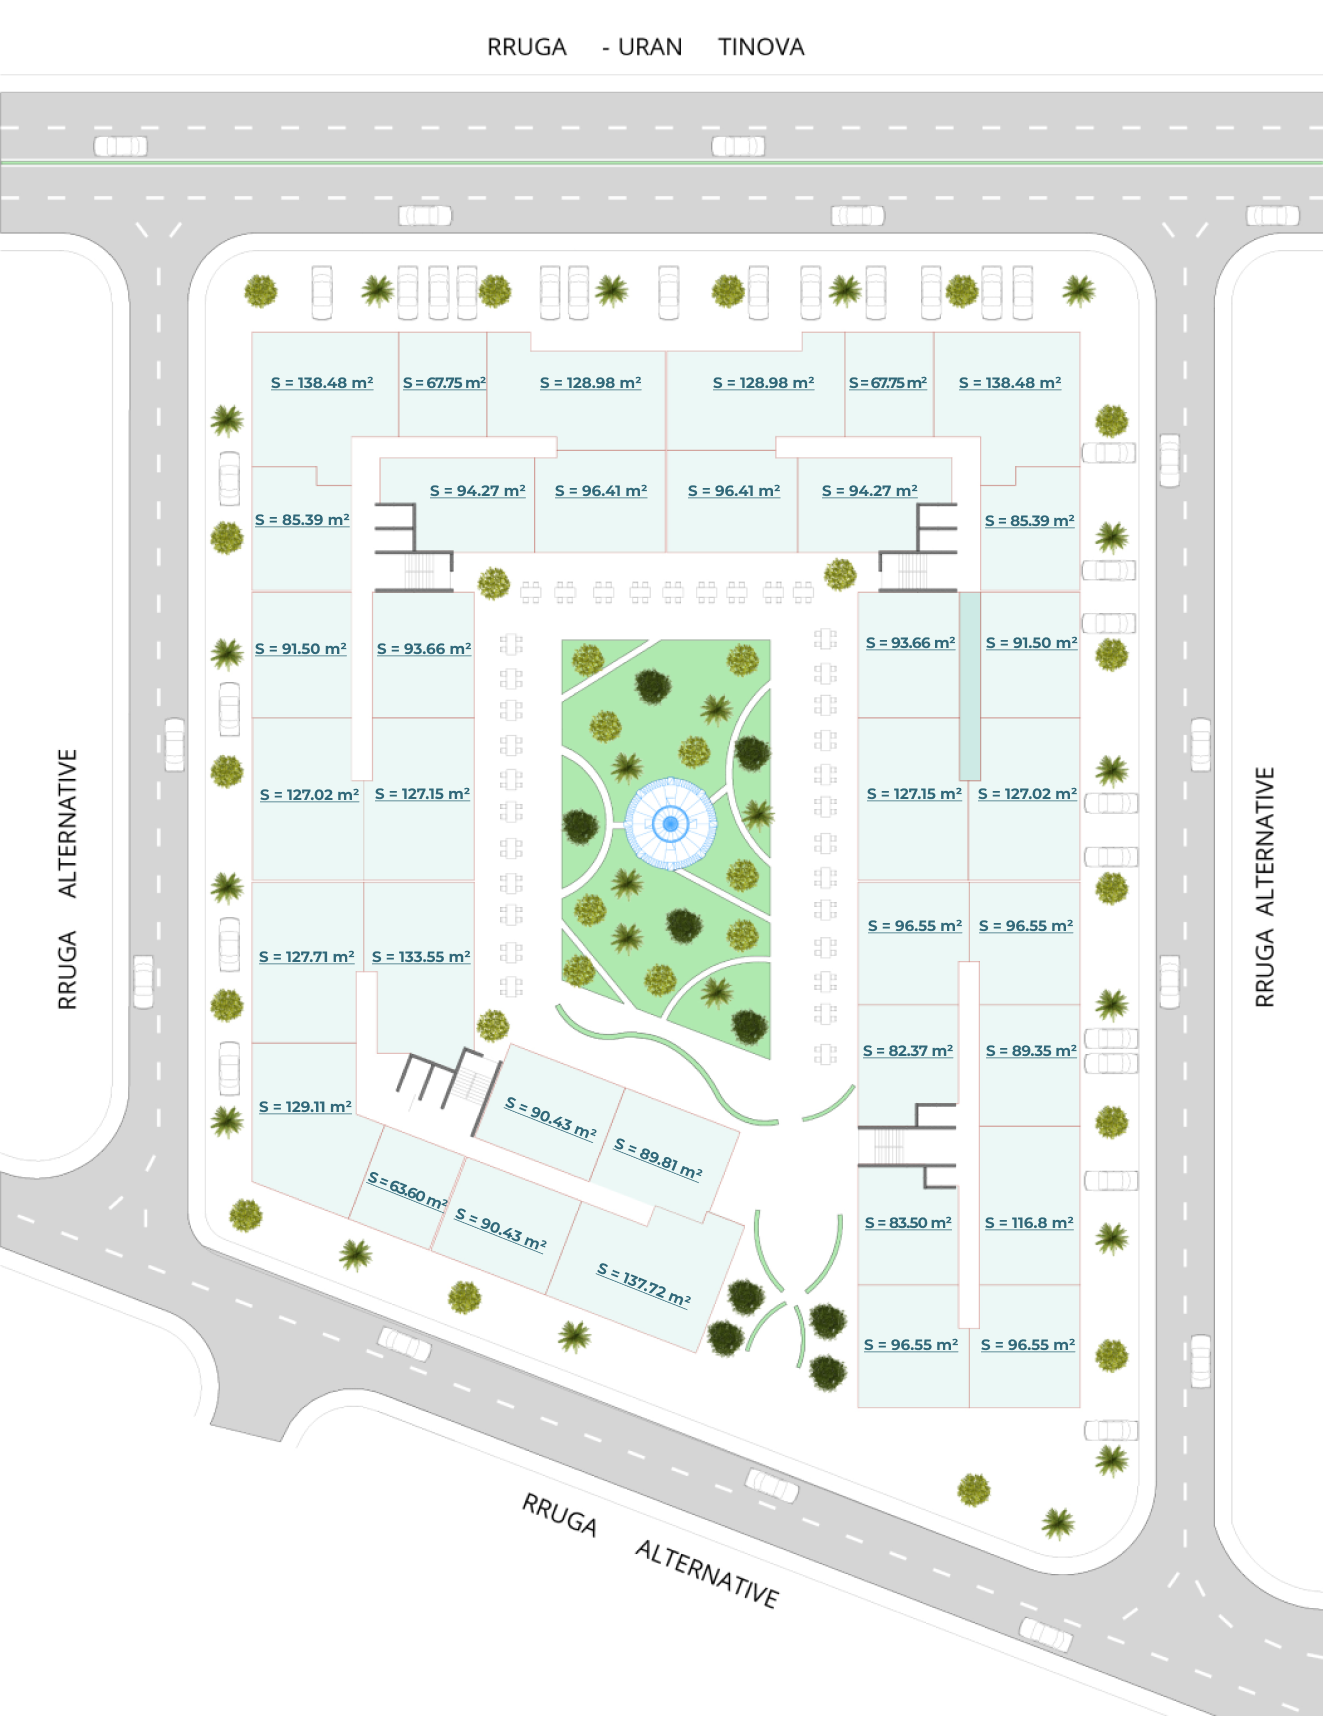 RRUGA - URAN TINOVA
S = 138.48 m²
S = 67.75 m²
S = 128.98 m²
S = 128.98 m²
S = 67.75 m²
S = 138.48 m²
S = 94.27 m²
S = 96.41 m²
S = 96.41 m²
S = 94.27 m²
S = 85.39 m²
S = 85.39 m²
S = 91.50 m²
S = 93.66 m²
S = 93.66 m²
S = 91.50 m²
S = 127.02 m²
S = 127.15 m²
S = 127.15 m²
S = 127.02 m²
RRUGA ALTERNATIVE
RRUGA ALTERNATIVE
S = 96.55 m²
S = 96.55 m²
S = 127.71 m²
S = 133.55 m²
S = 82.37 m²
S = 89.35 m²
S = 129.11 m²
S = 90.43 m²
S = 89.81 m²
S = 63.60 m²
S = 90.43 m²
S = 137.72 m²
S = 83.50 m²
S = 116.8 m²
S = 96.55 m²
S = 96.55 m²
RRUGA ALTERNATIVE